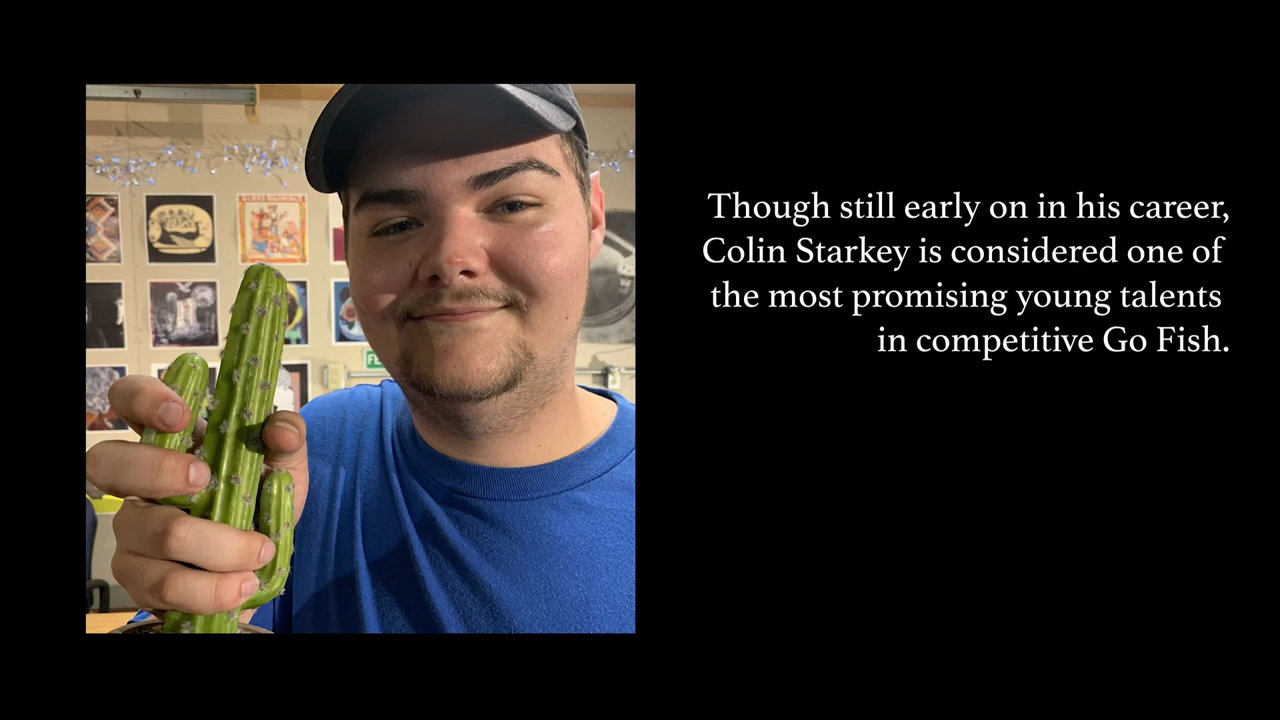 Though still early on in his career,
Colin Starkey is considered one of
the most promising young talents
in competitive Go Fish.